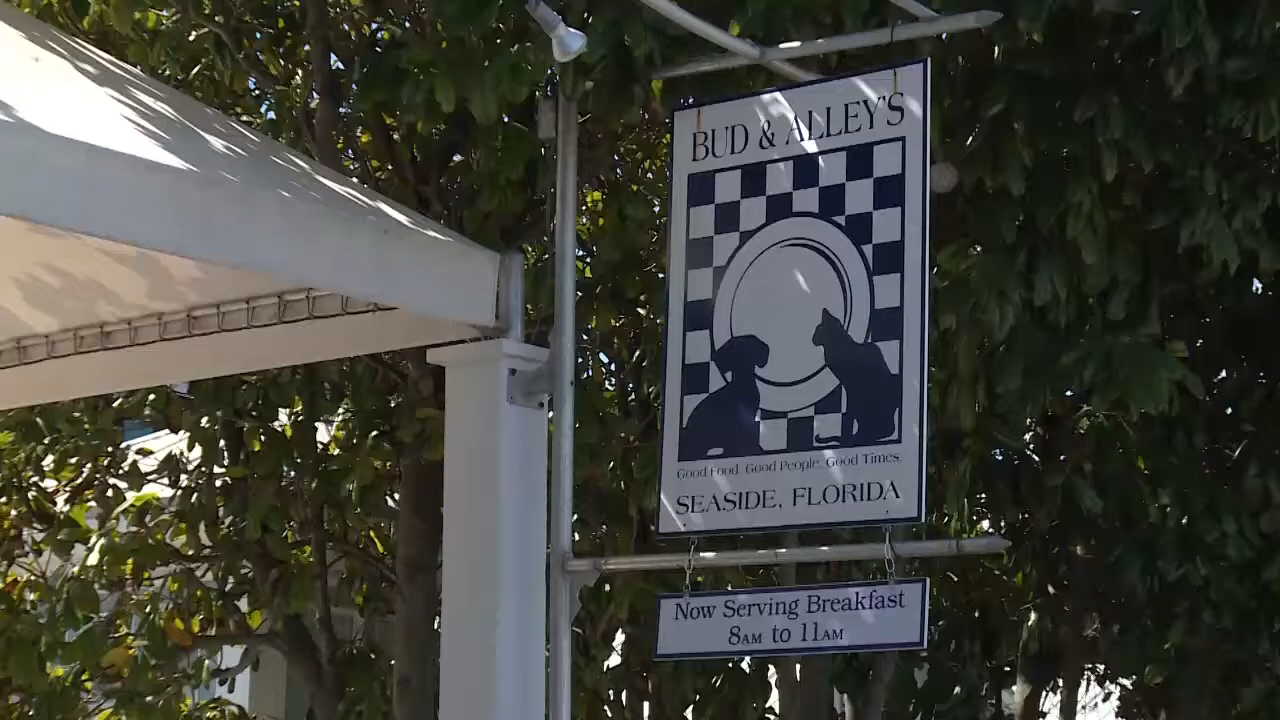 BUD & ALLEY'S
Good Food. Good People. Good Times.
SEASIDE, FLORIDA
Now Serving Breakfast
8AM to 11AM